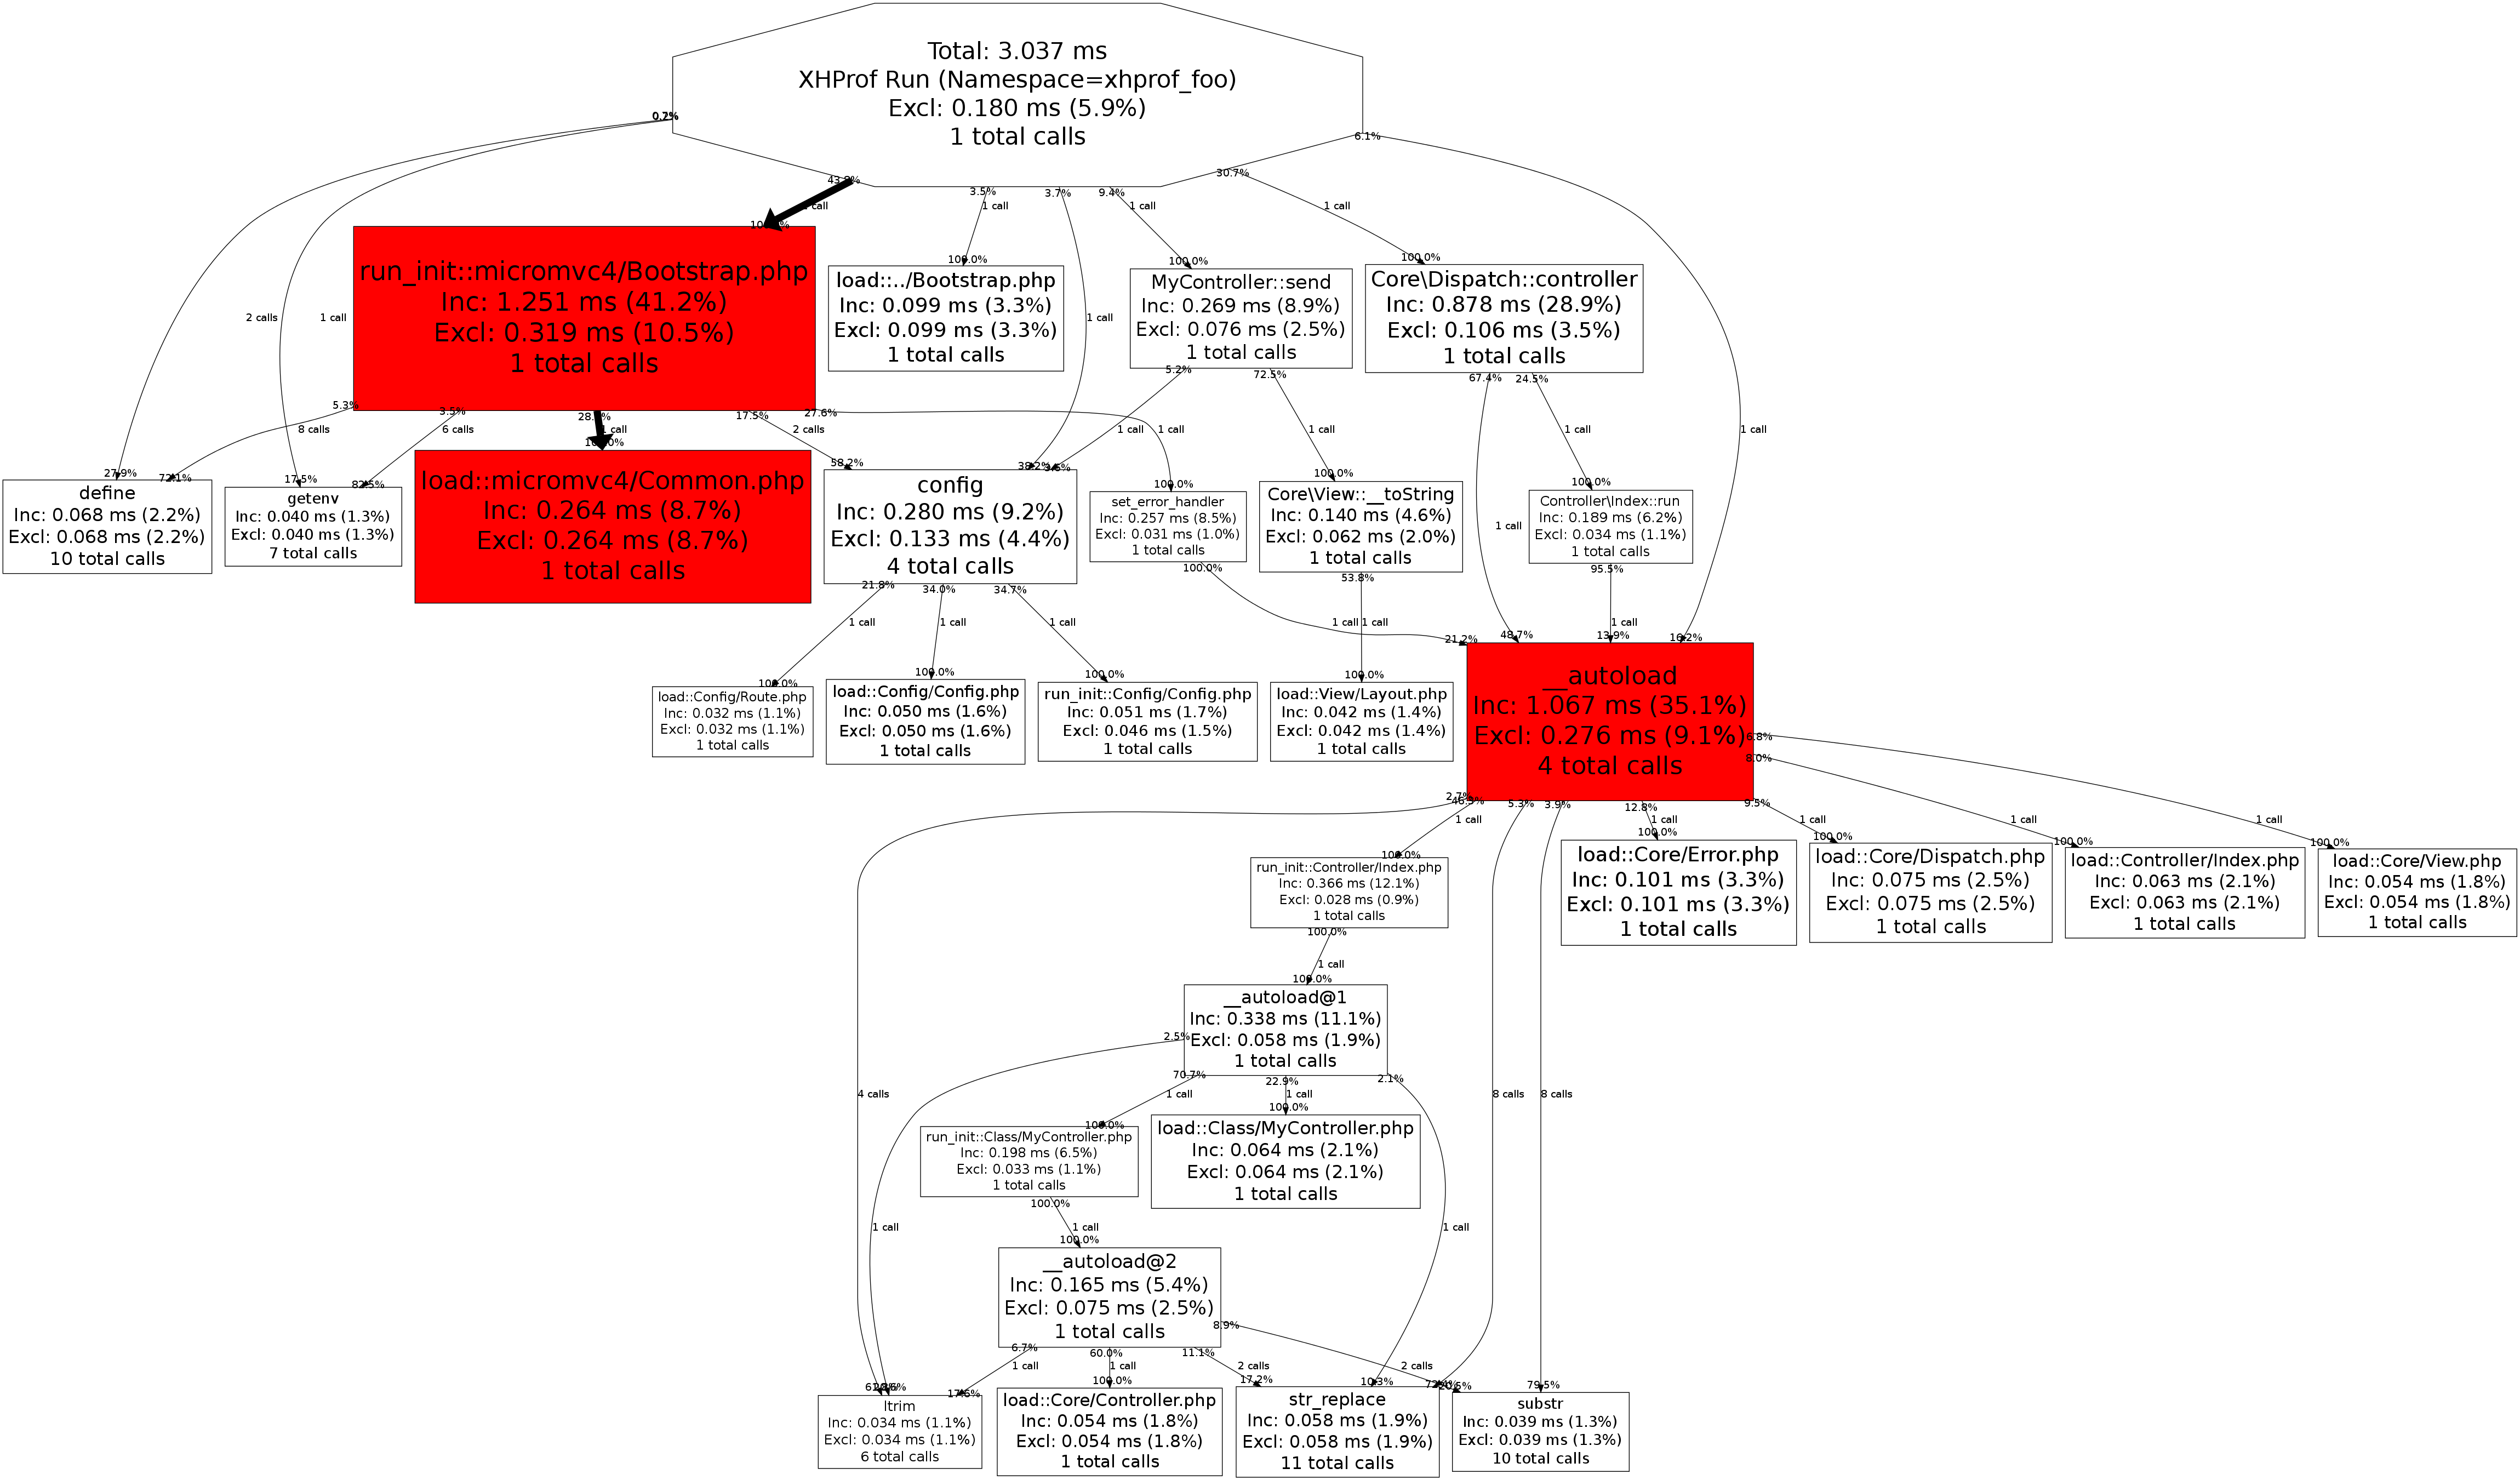 Total: 3.037 ms
XHProf Run (Namespace=xhprof_foo)
Excl: 0.180 ms (5.9%)
1 total calls
6.1%
30.7%
3.5%
3.7%
9.4%
1 call
1 call
1 call
100.0%
100.0%
100.0%
run_init::micromvc4/Bootstrap.php
Inc: 1.251 ms (41.2%)
Excl: 0.319 ms (10.5%)
1 total calls
load::../Bootstrap.php
Inc: 0.099 ms (3.3%)
Excl: 0.099 ms (3.3%)
1 total calls
MyController::send
Inc: 0.269 ms (8.9%)
Excl: 0.076 ms (2.5%)
1 total calls
Core\Dispatch::controller
Inc: 0.878 ms (28.9%)
Excl: 0.106 ms (3.5%)
1 total calls
2 calls
1 call
1 call
5.3%
3.5%
17.5%
27.6%
5.2%
72.5%
67.4%
24.5%
8 calls
6 calls
1 call
2 calls
1 call
1 call
1 call
1 call
1 call
27.9%
72.1%
17.5%
82.5%
58.2%
38.2%
100.0%
100.0%
100.0%
define
Inc: 0.068 ms (2.2%)
Excl: 0.068 ms (2.2%)
10 total calls
getenv
Inc: 0.040 ms (1.3%)
Excl: 0.040 ms (1.3%)
7 total calls
load::micromvc4/Common.php
Inc: 0.264 ms (8.7%)
Excl: 0.264 ms (8.7%)
1 total calls
config
Inc: 0.280 ms (9.2%)
Excl: 0.133 ms (4.4%)
4 total calls
set_error_handler
Inc: 0.257 ms (8.5%)
Excl: 0.031 ms (1.0%)
1 total calls
Core\View::__toString
Inc: 0.140 ms (4.6%)
Excl: 0.062 ms (2.0%)
1 total calls
Controller\Index::run
Inc: 0.189 ms (6.2%)
Excl: 0.034 ms (1.1%)
1 total calls
1 call
21.8%
34.0%
34.7%
100.0%
53.8%
95.5%
1 call
1 call
1 call
1 call
1 call
1 call
100.0%
100.0%
100.0%
100.0%
21.2%
48.7%
13.9%
16.2%
load::Config/Route.php
Inc: 0.032 ms (1.1%)
Excl: 0.032 ms (1.1%)
1 total calls
load::Config/Config.php
Inc: 0.050 ms (1.6%)
Excl: 0.050 ms (1.6%)
1 total calls
run_init::Config/Config.php
Inc: 0.051 ms (1.7%)
Excl: 0.046 ms (1.5%)
1 total calls
load::View/Layout.php
Inc: 0.042 ms (1.4%)
Excl: 0.042 ms (1.4%)
1 total calls
__autoload
Inc: 1.067 ms (35.1%)
Excl: 0.276 ms (9.1%)
4 total calls
6.8%
8.0%
2.7%
5.3%
3.9%
12.8%
9.5%
1 call
1 call
1 call
1 call
1 call
100.0%
100.0%
100.0%
100.0%
100.0%
run_init::Controller/Index.php
Inc: 0.366 ms (12.1%)
Excl: 0.028 ms (0.9%)
1 total calls
load::Core/Error.php
Inc: 0.101 ms (3.3%)
Excl: 0.101 ms (3.3%)
1 total calls
load::Core/Dispatch.php
Inc: 0.075 ms (2.5%)
Excl: 0.075 ms (2.5%)
1 total calls
load::Controller/Index.php
Inc: 0.063 ms (2.1%)
Excl: 0.063 ms (2.1%)
1 total calls
load::Core/View.php
Inc: 0.054 ms (1.8%)
Excl: 0.054 ms (1.8%)
1 total calls
100.0%
1 call
100.0%
__autoload@1
Inc: 0.338 ms (11.1%)
Excl: 0.058 ms (1.9%)
1 total calls
2.5%
70.7%
22.9%
2.1%
4 calls
1 call
1 call
8 calls
8 calls
100.0%
100.0%
run_init::Class/MyController.php
Inc: 0.198 ms (6.5%)
Excl: 0.033 ms (1.1%)
1 total calls
load::Class/MyController.php
Inc: 0.064 ms (2.1%)
Excl: 0.064 ms (2.1%)
1 total calls
100.0%
1 call
1 call
1 call
100.0%
__autoload@2
Inc: 0.165 ms (5.4%)
Excl: 0.075 ms (2.5%)
1 total calls
6.7%
60.0%
11.1%
8.9%
1 call
1 call
2 calls
2 calls
17.6%
100.0%
17.2%
10.3%
79.5%
ltrim
Inc: 0.034 ms (1.1%)
Excl: 0.034 ms (1.1%)
6 total calls
load::Core/Controller.php
Inc: 0.054 ms (1.8%)
Excl: 0.054 ms (1.8%)
1 total calls
str_replace
Inc: 0.058 ms (1.9%)
Excl: 0.058 ms (1.9%)
11 total calls
substr
Inc: 0.039 ms (1.3%)
Excl: 0.039 ms (1.3%)
10 total calls